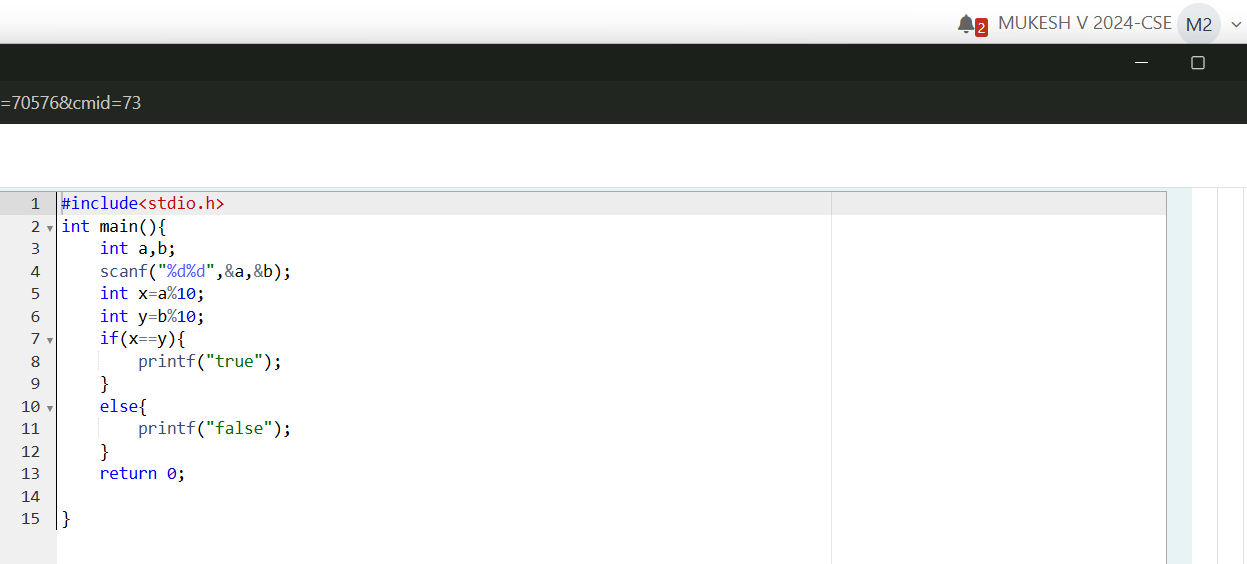 2 MUKESH V 2024-CSE M2
=70576&cmid=73
1 #include<stdio.h>
2 int main(){
3     int a,b;
4     scanf("%d%d",&a,&b);
5     int x=a%10;
6     int y=b%10;
7     if(x==y){
8         printf("true");
9     }
10     else{
11         printf("false");
12     }
13     return 0;
14
15 }